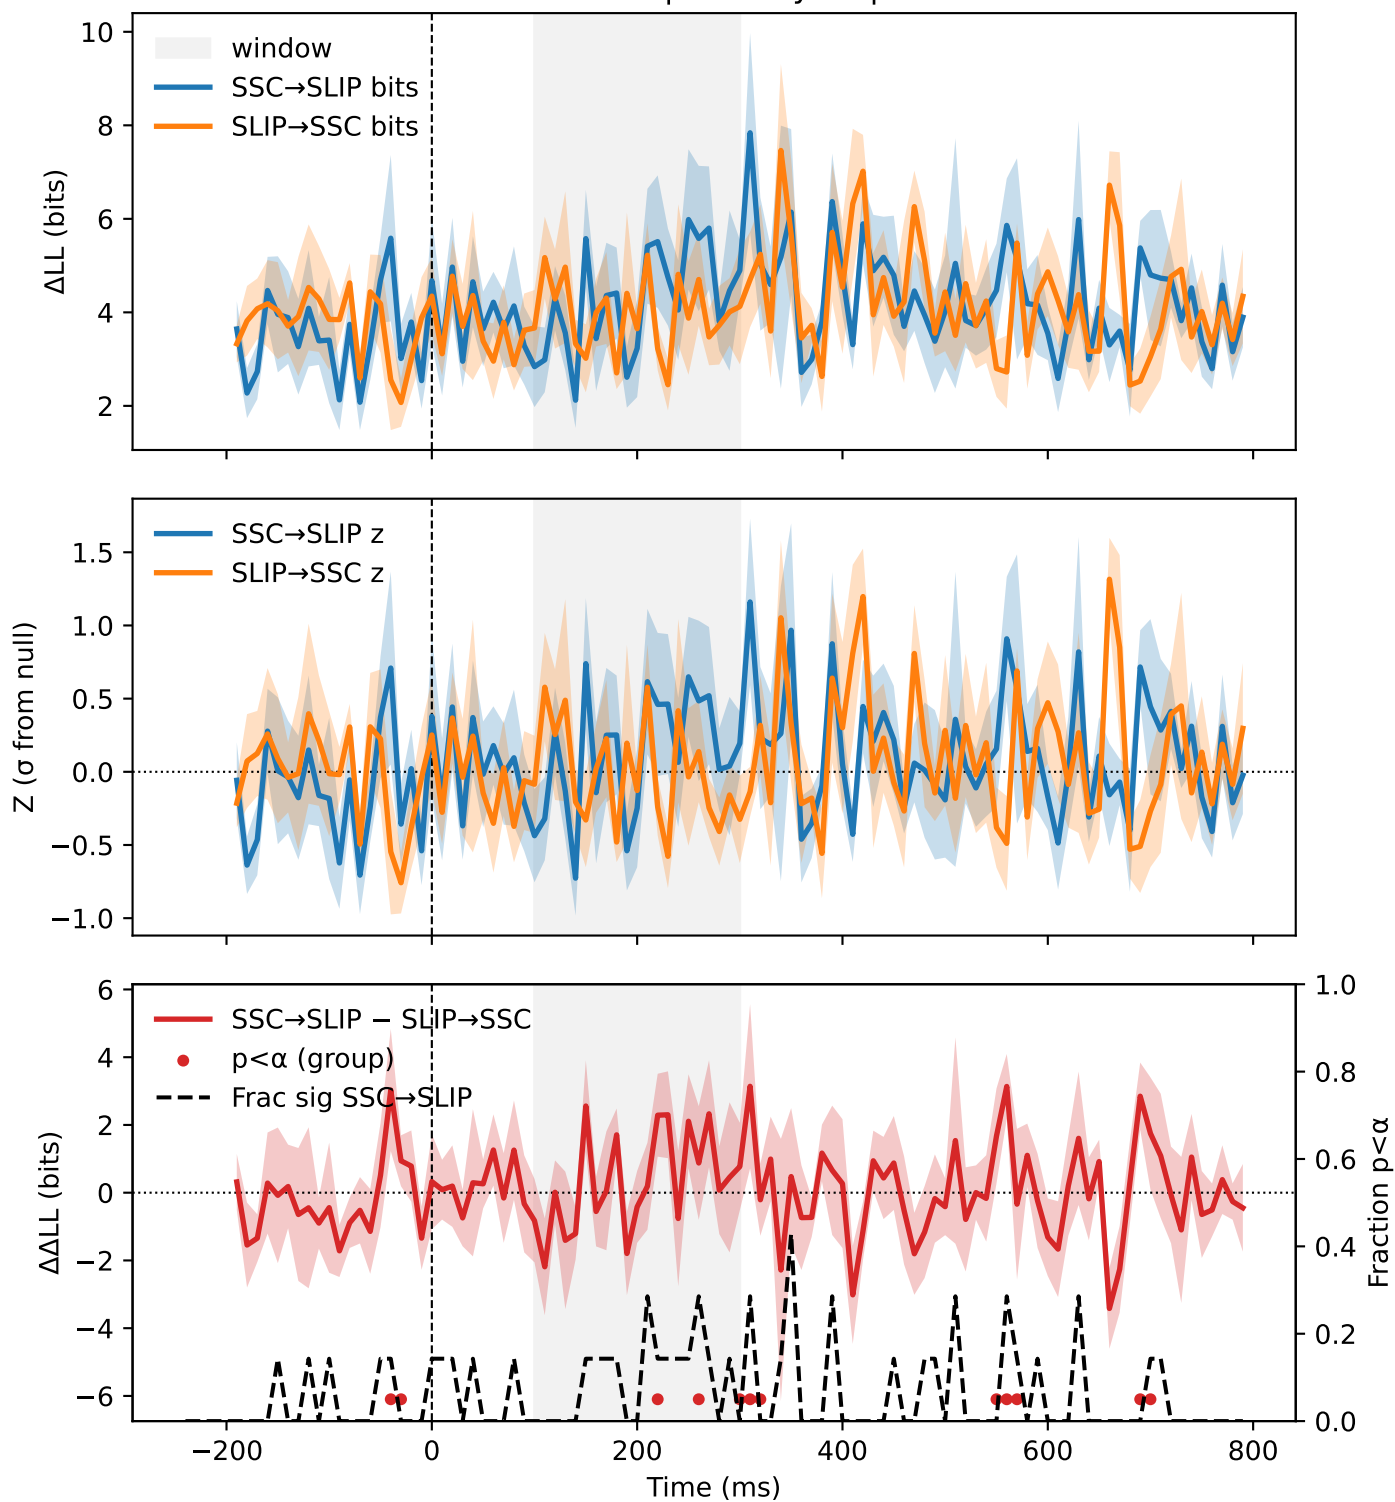 10
8
6
4
2
ΔLL (bits)
window
SSC→SLIP bits
SLIP→SSC bits
1.5
1.0
0.5
0.0
−0.5
−1.0
Z (σ from null)
SSC→SLIP z
SLIP→SSC z
6
4
2
0
−2
−4
−6
ΔΔLL (bits)
SSC→SLIP − SLIP→SSC
p<α (group)
Frac sig SSC→SLIP
1.0
0.8
0.6
0.4
0.2
0.0
Fraction p<α
−200 0 200 400 600 800
Time (ms)